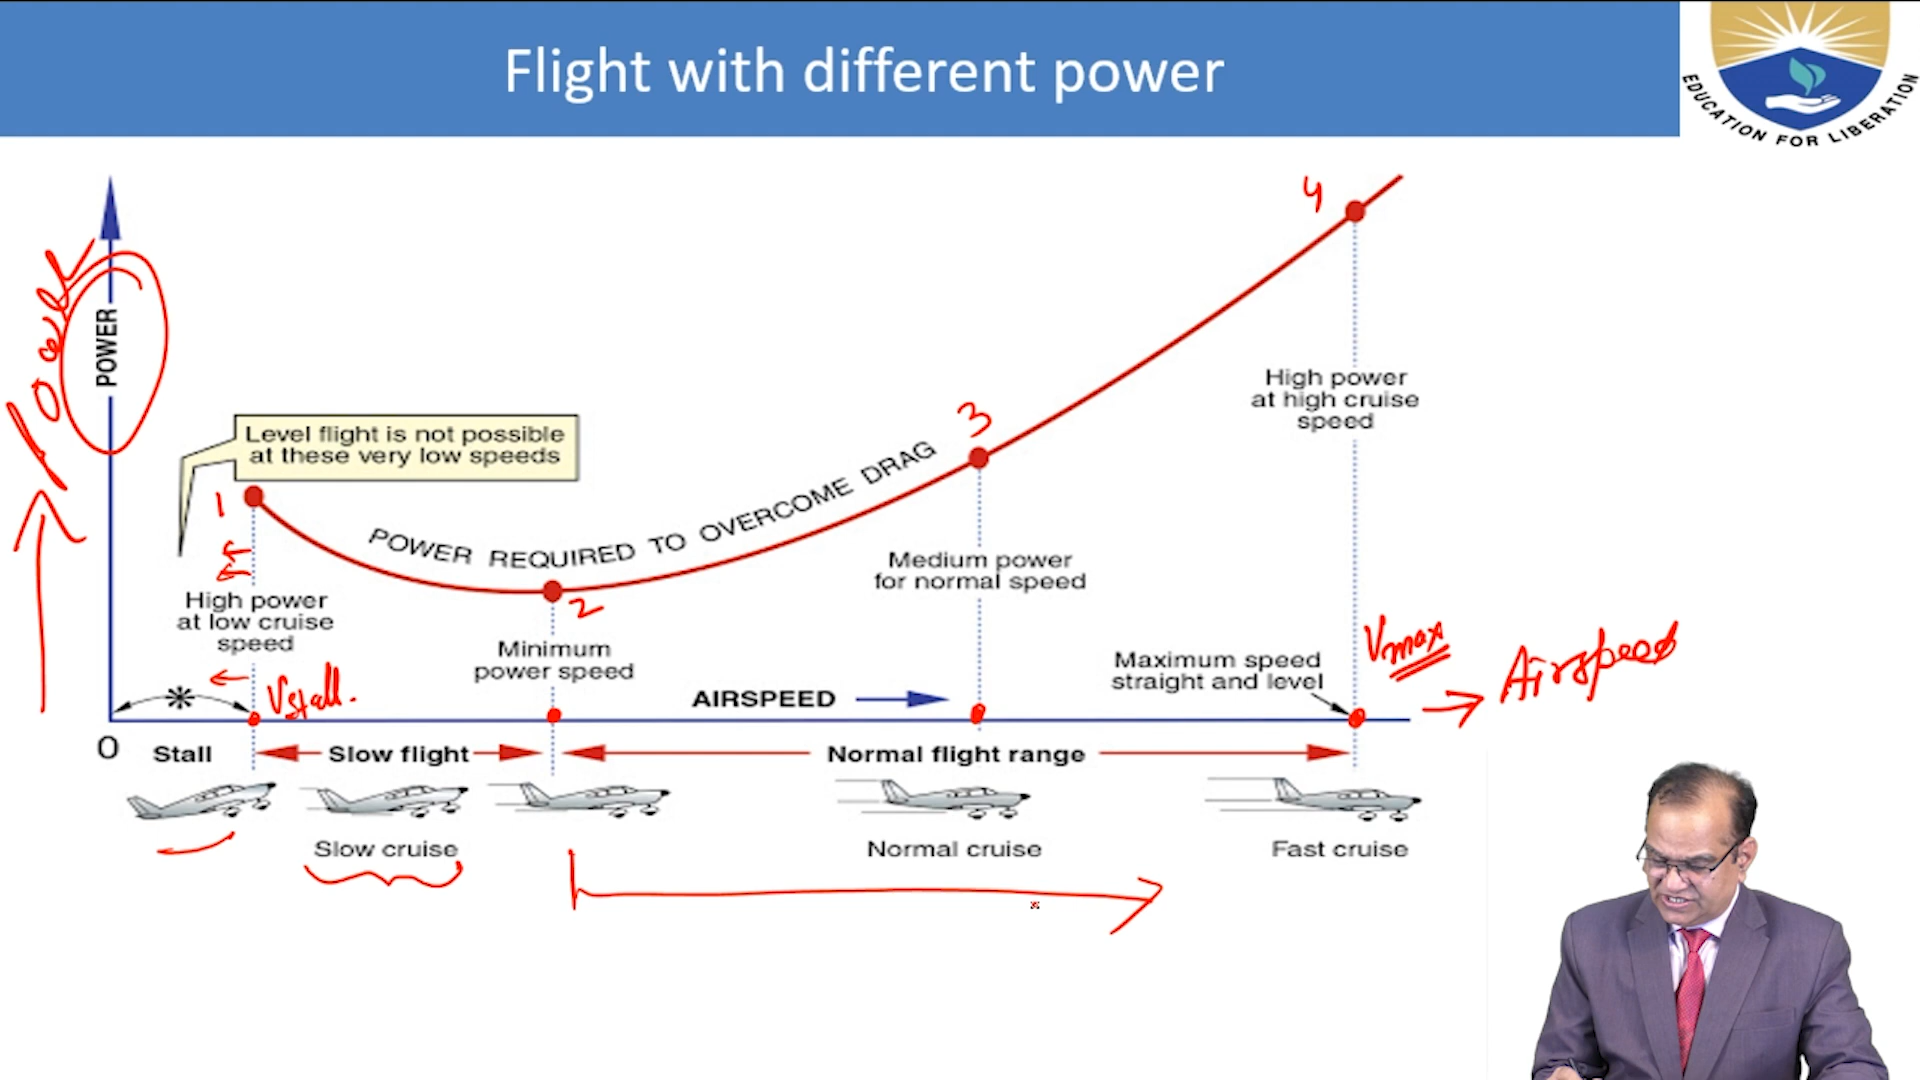 Flight with different power
EDUCATION FOR LIBERATION
Power
POWER
4
3
High power
at high cruise
speed
Level flight is not possible
at these very low speeds
1
POWER REQUIRED TO OVERCOME DRAG
Medium power
for normal speed
2
High power
at low cruise
speed
Minimum
power speed
Vmax
Airspeed
Maximum speed
straight and level
Vstall.
*
AIRSPEED
0
Stall
Slow flight
Normal flight range
Slow cruise
Normal cruise
Fast cruise